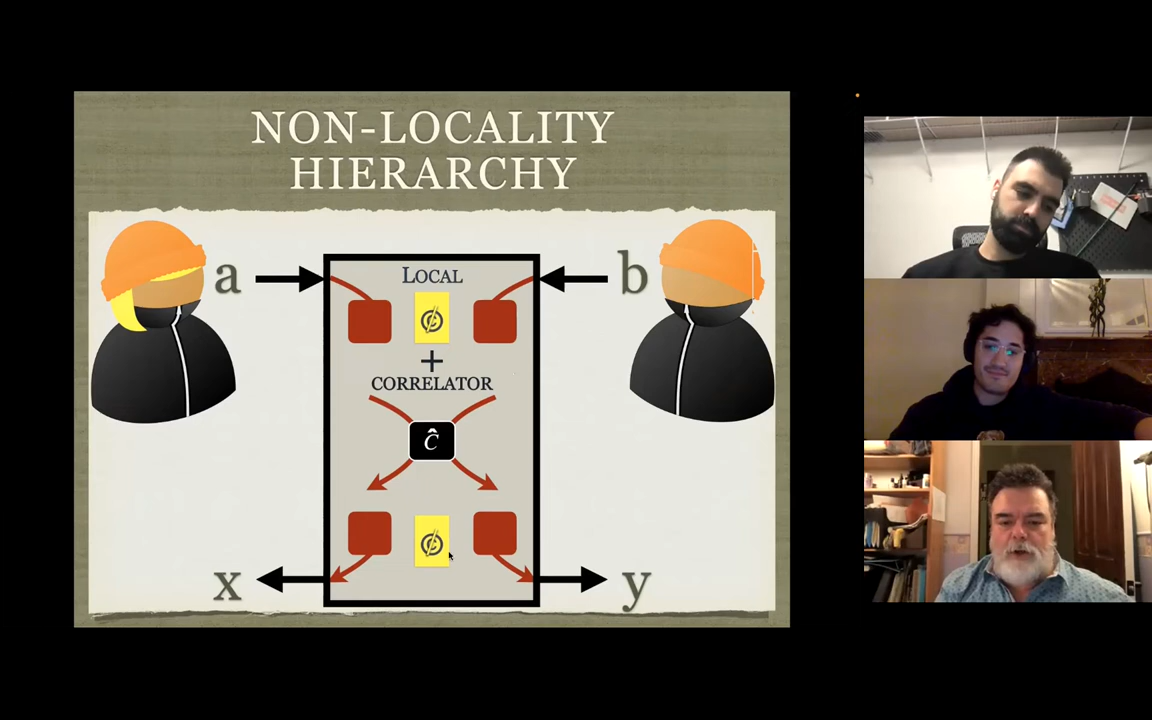 NON-LOCALITY
HIERARCHY
a
LOCAL
b
+
CORRELATOR
Ĉ
x
y